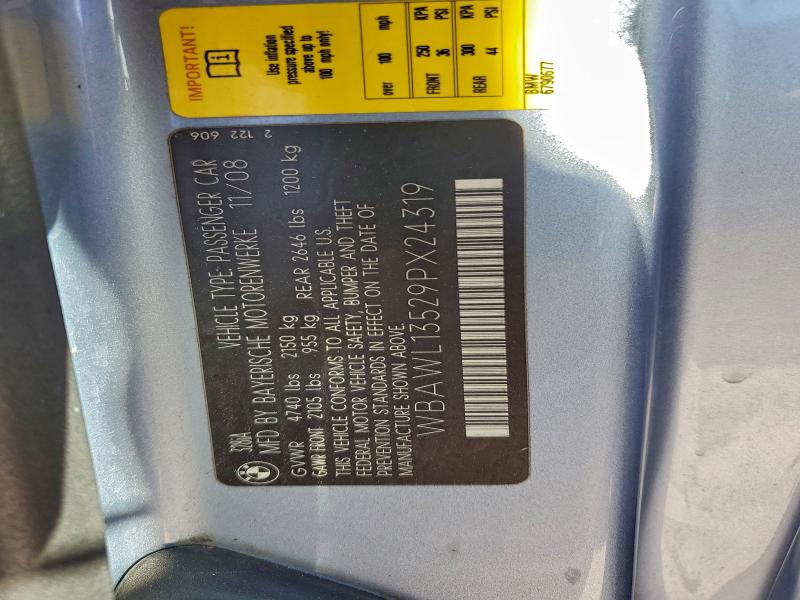 IMPORTANT!
Use inflation
pressure specified
above up to
100 mph only!
over 100 mph
FRONT 250 KPA
36 PSI
REAR 300 KPA
44 PSI
BMW
6790677
2 122 606
VEHICLE TYPE: PASSENGER CAR
MFD BY BAYERISCHE MOTORENWERKE 11/08
GVWR 4740 lbs 2150 kg
GAWR FRONT 2105 lbs 955 kg REAR 2646 lbs 1200 kg
THIS VEHICLE CONFORMS TO ALL APPLICABLE U.S.
FEDERAL MOTOR VEHICLE SAFETY, BUMPER AND THEFT
PREVENTION STANDARDS IN EFFECT ON THE DATE OF
MANUFACTURE SHOWN ABOVE.
WBAWL13529PX24319